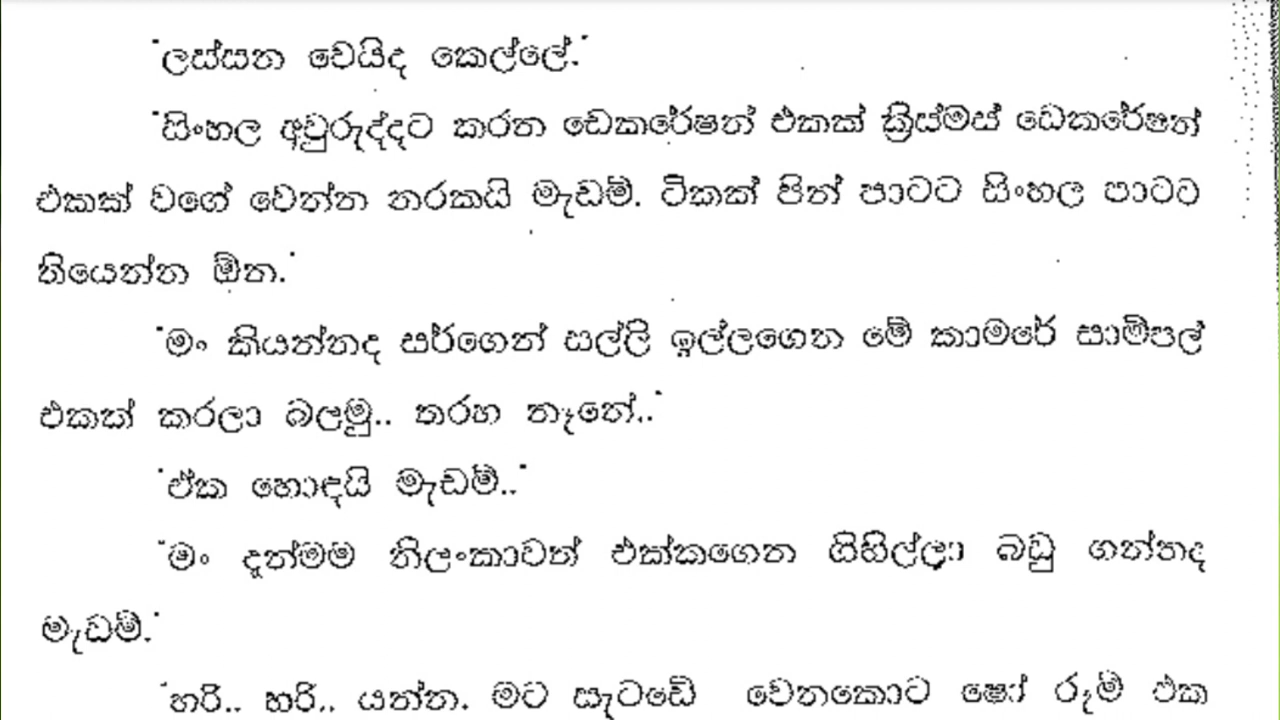 'ලස්සන වෙයිද කෙල්ලේ.'
'සිංහල අවුරුද්දට කරන ඩෙකරේෂන් එකක් ක්‍රිස්මස් ඩෙකරේෂන්
එකක් වගේ වෙන්න නරකයි මැඩම්. ටිකක් පින් පාටට සිංහල පාටට
තියෙන්න ඕන.'
'මං කියන්නද සර්ගෙන් සල්ලි ඉල්ලගෙන මේ කාමරේ සාම්පල්
එකක් කරලා බලමු.. තරහ නෑනේ..'
'ඒක හොඳයි මැඩම්..'
'මං දැන්මම තිලංකාවත් එක්කගෙන ගිහිල්ලා බඩු ගන්නද
මැඩම්.'
'හරි.. හරි.. යන්න. මට සැටඩේ වෙනකොට ෂෝ රූම් එක